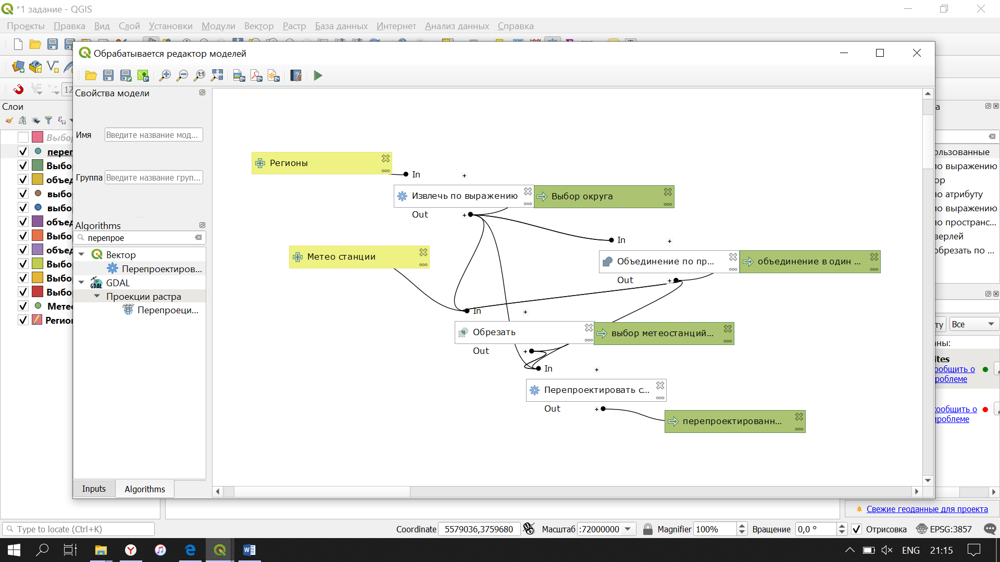 *1 задание - QGIS
Проекты Правка Вид Слой Установки Модули Вектор Растр База данных Интернет Анализ данных Справка
Обрабатывается редактор моделей
1:1
12
Свойства модели
Слои
Имя Введите название мод...
Группа Введите название груп...
Algorithms
перепрое
Вектор
Перепроектиров...
GDAL
Проекции растра
Перепроеци...
Inputs Algorithms
Выбо
переп
Выбо
объед
выбо
выбо
объед
Выбо
объед
Выбо
Выбо
Выбо
Метео
Регион
Регионы
In
Извлечь по выражению
Выбор округа
Out
In
Метео станции
Объединение по пр...
объединение в один ...
Out
In
Обрезать
выбор метеостанций...
Out
In
Перепроектировать с...
Out
перепроектированн...
а
ользованные
по выражению
ор
по атрибуту
по выражению
по пространс...
верлей
обрезать по ...
ту Все
ны:
ites
ообщить о
роблеме
сообщить о
проблеме
Свежие геоданные для проекта
Type to locate (Ctrl+K)
Coordinate 5579036,3759680 Масштаб :72000000 Magnifier 100% Вращение 0,0 ° Отрисовка EPSG:3857
ENG 21:15